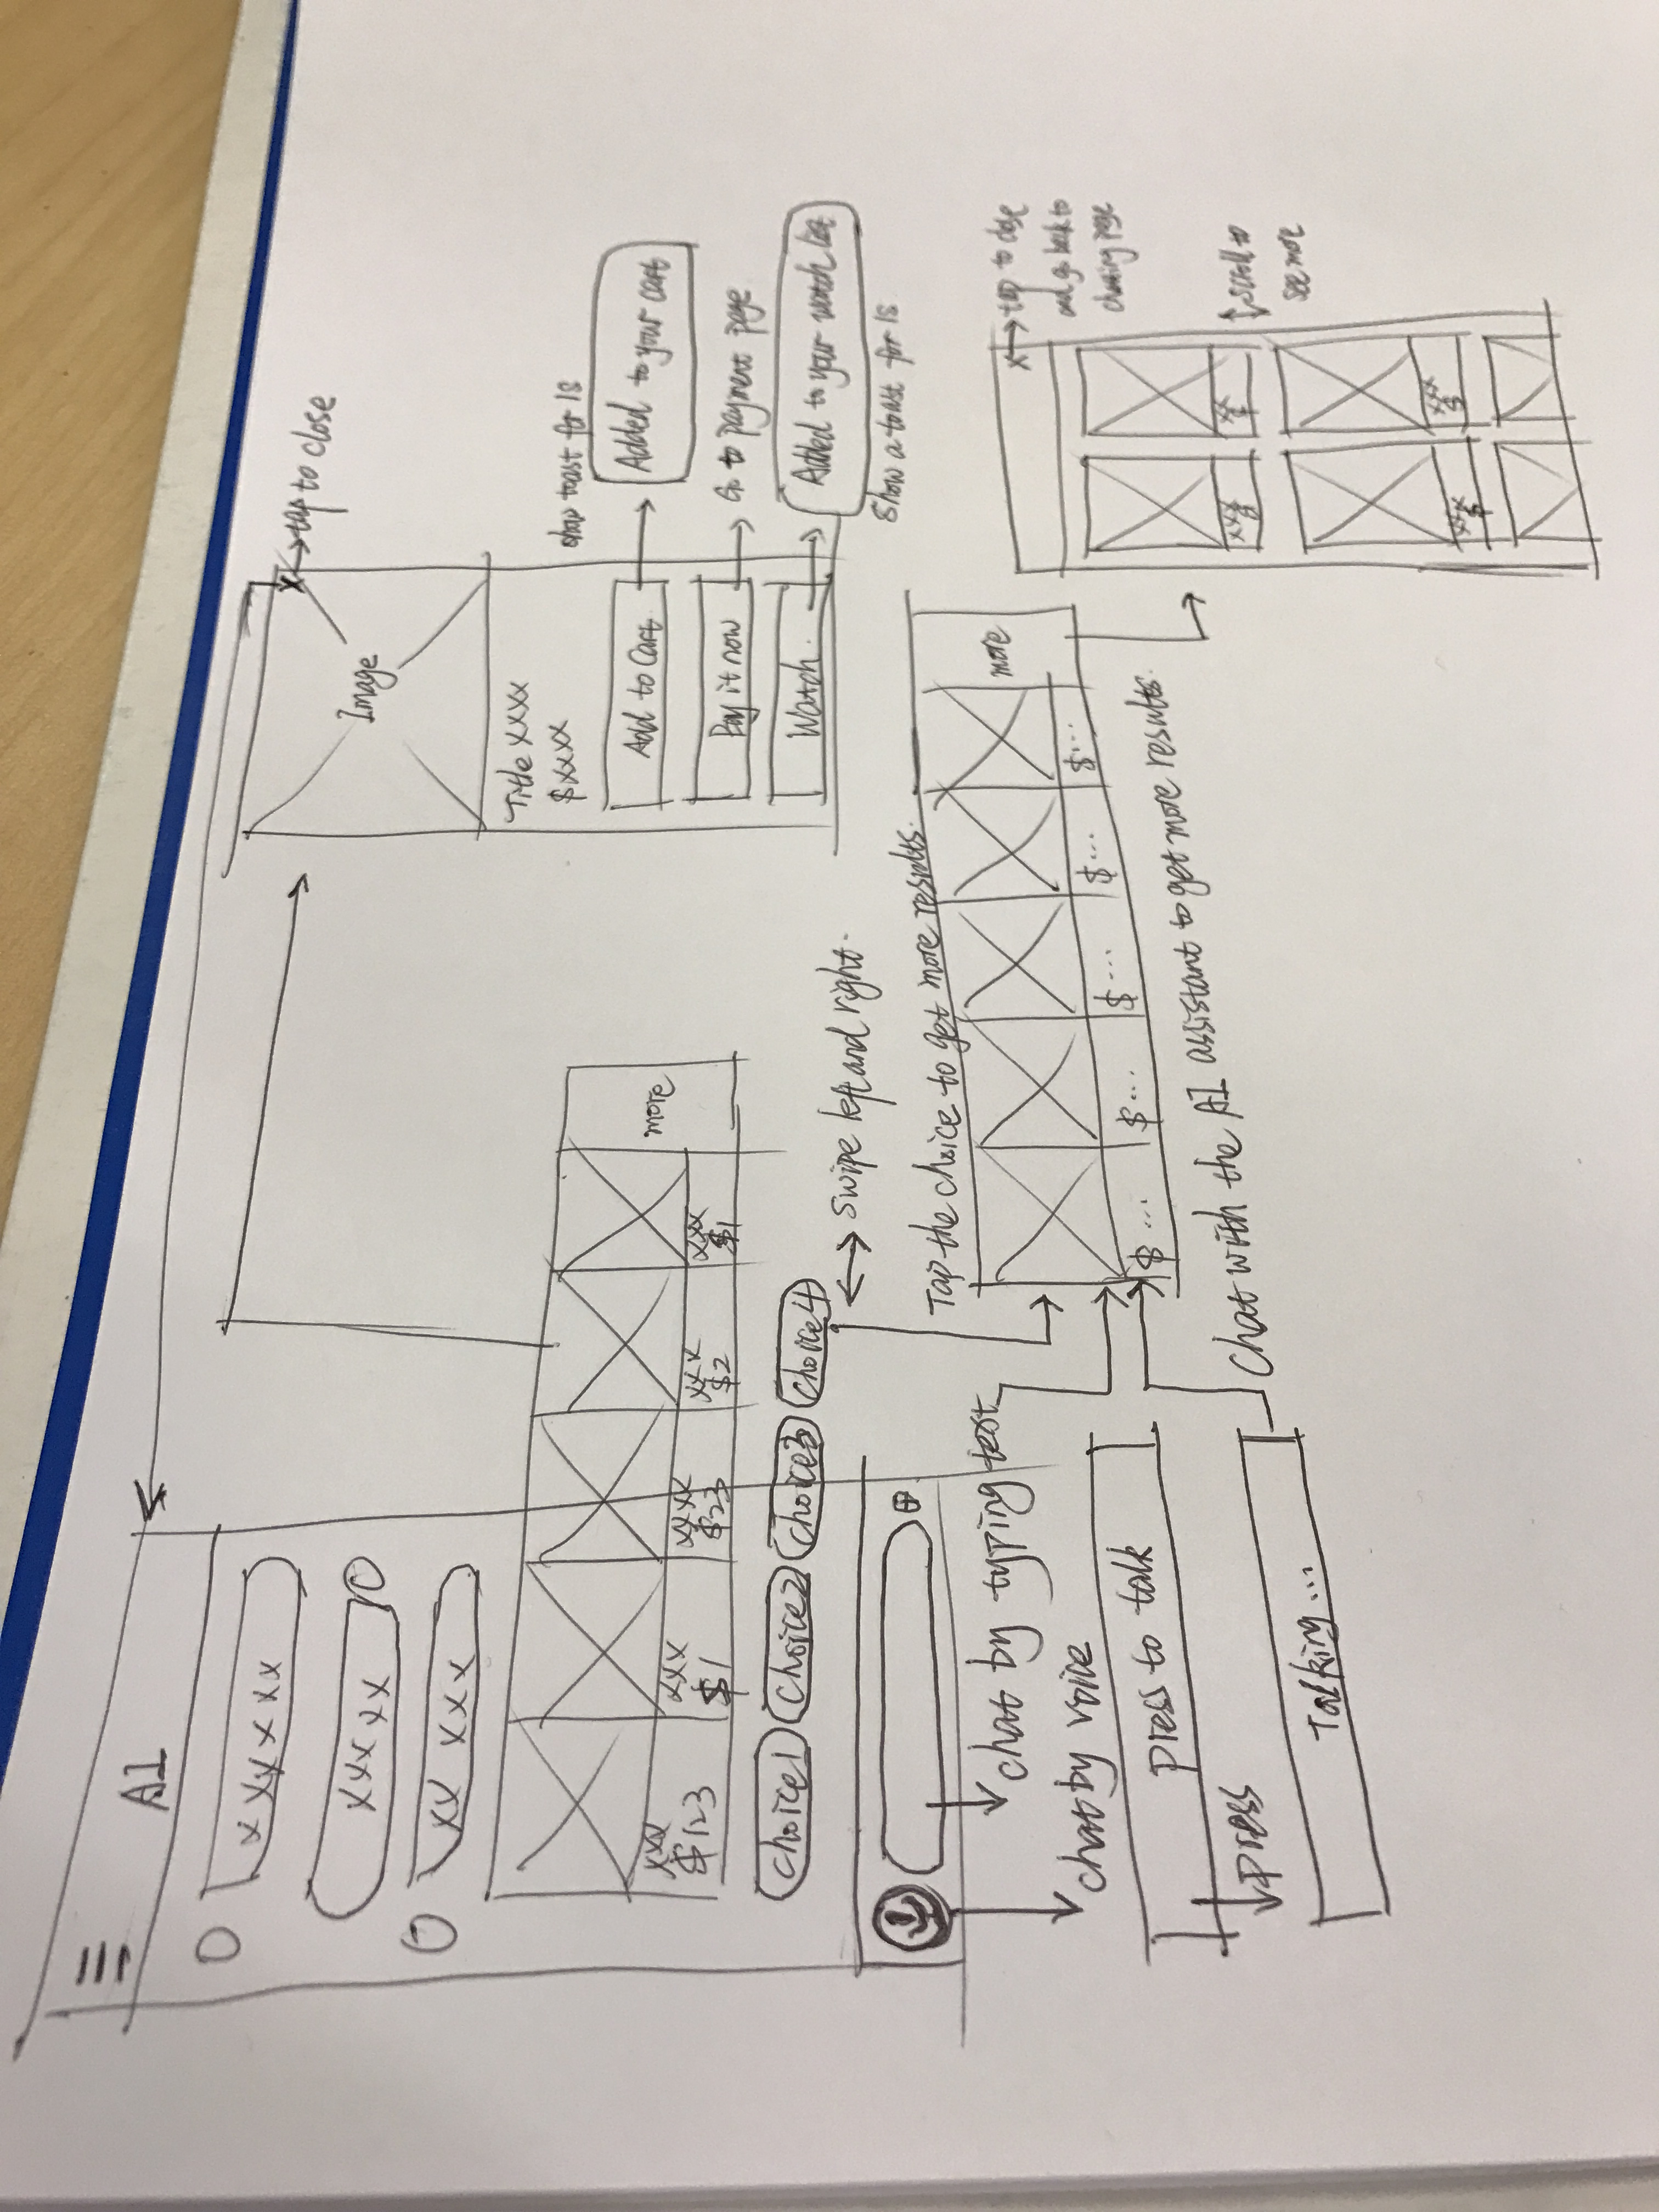 AI
x xy x xx
xx xx
xx xxx
xxx
$123
xxx
$1
xxxx
$23
xxx
$2
xxx
$1
more
choice1
choice2
choice3
choice4
↔ swipe left and right.
chat by typing text
chat by voice
press to talk
press
Talking...
x → tap to close
Image
Title xxxx
$xxxx
Add to Cart
Pay it now
Watch
show toast for 1s
Added to your cart
Go to payment page
Added to your watch list
Show a toast for 1s
Tap the choice to get more results.
$...
$...
$...
$...
$...
more
Chat with the AI assistant to get more results.
x → tap to close
and go back to
chatting page
xxx
xx
xxx
xxx
scroll to
see more